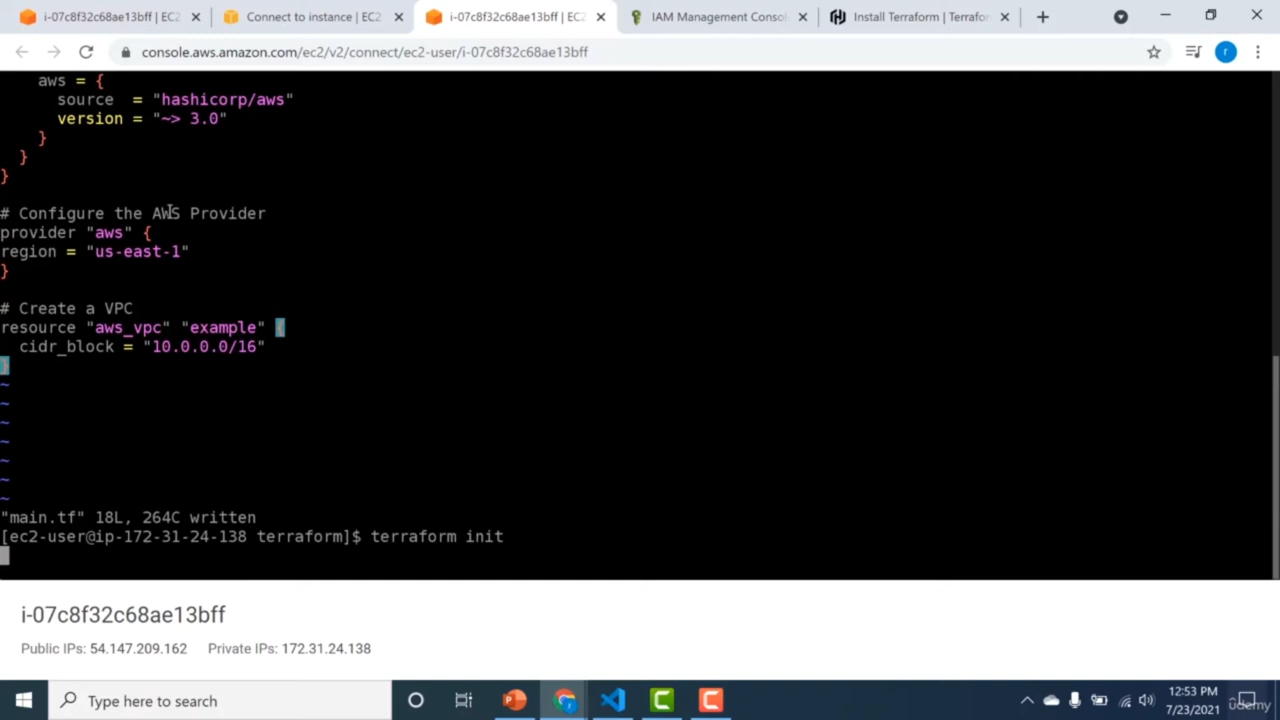 i-07c8f32c68ae13bff | EC2
Connect to instance | EC2
i-07c8f32c68ae13bff | EC2
IAM Management Consol
Install Terraform | Terrafor
console.aws.amazon.com/ec2/v2/connect/ec2-user/i-07c8f32c68ae13bff
r
aws = {
source = "hashicorp/aws"
version = "~> 3.0"
}
}
}
# Configure the AWS Provider
provider "aws" {
region = "us-east-1"
}
# Create a VPC
resource "aws_vpc" "example" {
cidr_block = "10.0.0.0/16"
}
~
~
~
~
~
~
~
"main.tf" 18L, 264C written
[ec2-user@ip-172-31-24-138 terraform]$ terraform init
i-07c8f32c68ae13bff
Public IPs: 54.147.209.162 Private IPs: 172.31.24.138
Type here to search
12:53 PM
7/23/2021
udemy